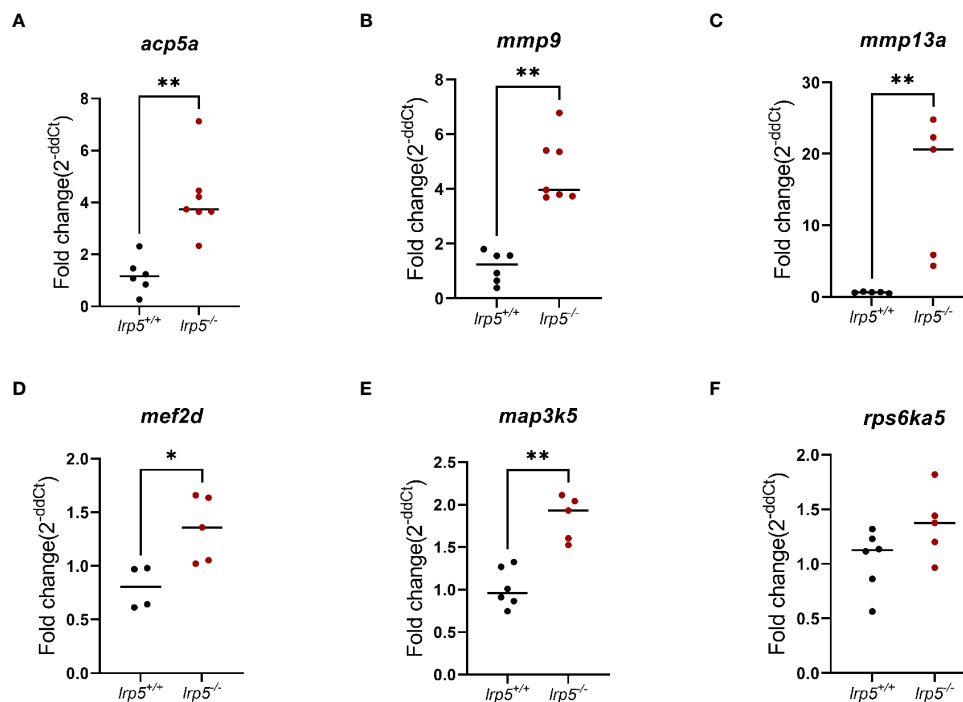 A
acp5a
**
Fold change(2^-ddCt)
8
6
4
2
0
lrp5+/+
lrp5-/-
B
mmp9
**
Fold change(2^-ddCt)
8
6
4
2
0
lrp5+/+
lrp5-/-
C
mmp13a
**
Fold change(2^-ddCt)
30
20
10
0
lrp5+/+
lrp5-/-
D
mef2d
*
Fold change(2^-ddCt)
2.0
1.5
1.0
0.5
0.0
lrp5+/+
lrp5-/-
E
map3k5
**
Fold change(2^-ddCt)
2.5
2.0
1.5
1.0
0.5
0.0
lrp5+/+
lrp5-/-
F
rps6ka5
Fold change(2^-ddCt)
2.0
1.5
1.0
0.5
0.0
lrp5+/+
lrp5-/-